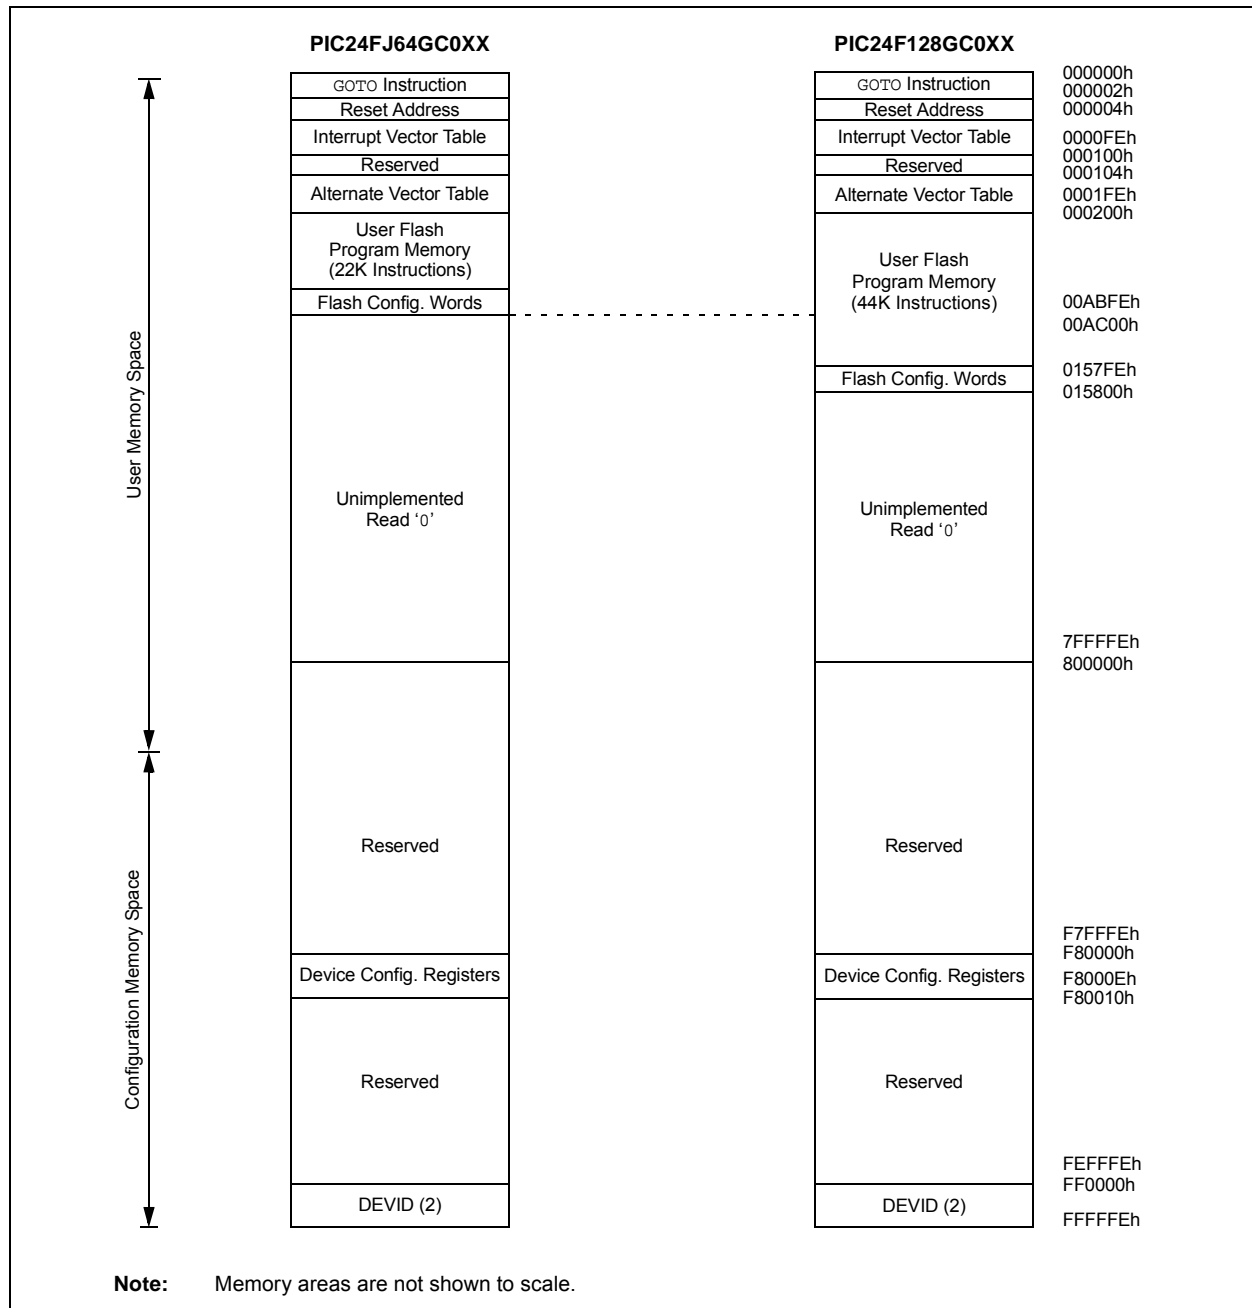 PIC24FJ64GC0XX
GOTO Instruction
Reset Address
Interrupt Vector Table
Reserved
Alternate Vector Table
User Flash
Program Memory
(22K Instructions)
Flash Config. Words
Unimplemented
Read ‘0’
Reserved
Device Config. Registers
Reserved
DEVID (2)
PIC24F128GC0XX
GOTO Instruction
Reset Address
Interrupt Vector Table
Reserved
Alternate Vector Table
User Flash
Program Memory
(44K Instructions)
Flash Config. Words
Unimplemented
Read ‘0’
Reserved
Device Config. Registers
Reserved
DEVID (2)
000000h
000002h
000004h
0000FEh
000100h
000104h
0001FEh
000200h
00ABFEh
00AC00h
0157FEh
015800h
7FFFFEh
800000h
F7FFFEh
F80000h
F8000Eh
F80010h
FEFFFEh
FF0000h
FFFFFEh
User Memory Space
Configuration Memory Space
Note: Memory areas are not shown to scale.